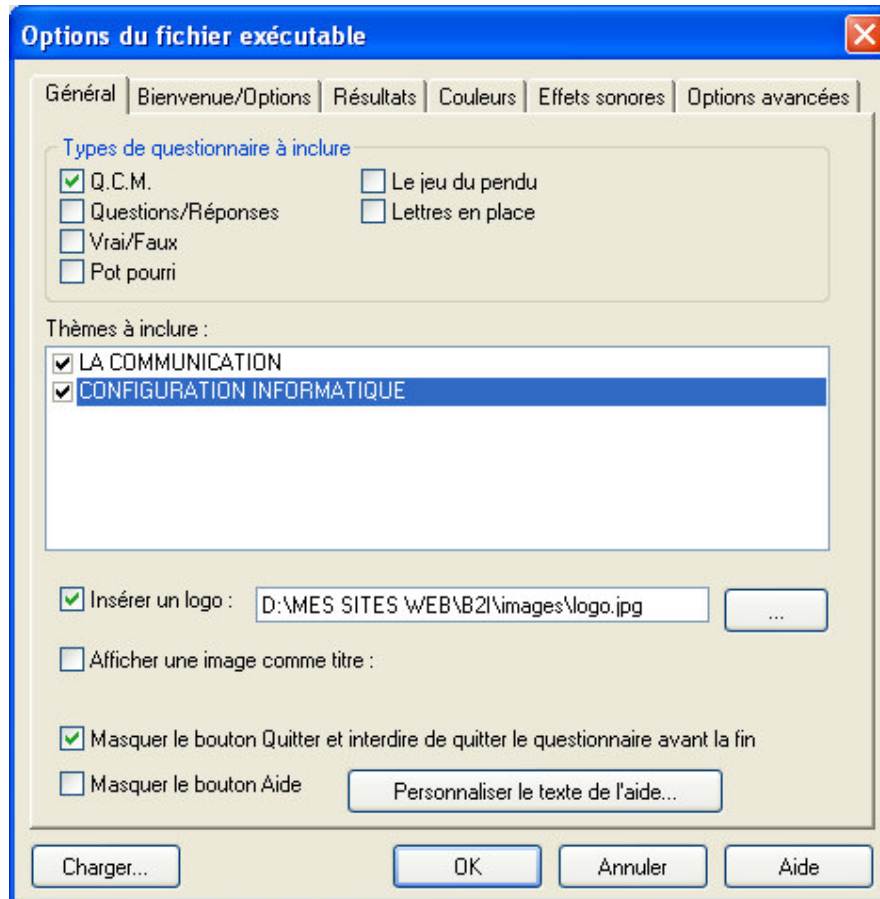 Options du fichier exécutable
Général Bienvenue/Options Résultats Couleurs Effets sonores Options avancées
Types de questionnaire à inclure
Q.C.M. Le jeu du pendu
Questions/Réponses Lettres en place
Vrai/Faux
Pot pourri
Thèmes à inclure :
LA COMMUNICATION
CONFIGURATION INFORMATIQUE
Insérer un logo : D:\MES SITES WEB\B2I\images\logo.jpg ...
Afficher une image comme titre :
Masquer le bouton Quitter et interdire de quitter le questionnaire avant la fin
Masquer le bouton Aide Personnaliser le texte de l'aide...
Charger... OK Annuler Aide